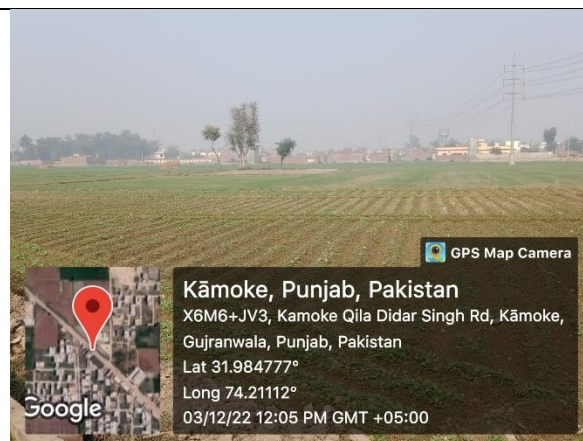 GPS Map Camera
Kāmoke, Punjab, Pakistan
X6M6+JV3, Kamoke Qila Didar Singh Rd, Kāmoke,
Gujranwala, Punjab, Pakistan
Lat 31.984777°
Long 74.21112°
03/12/22 12:05 PM GMT +05:00
Google